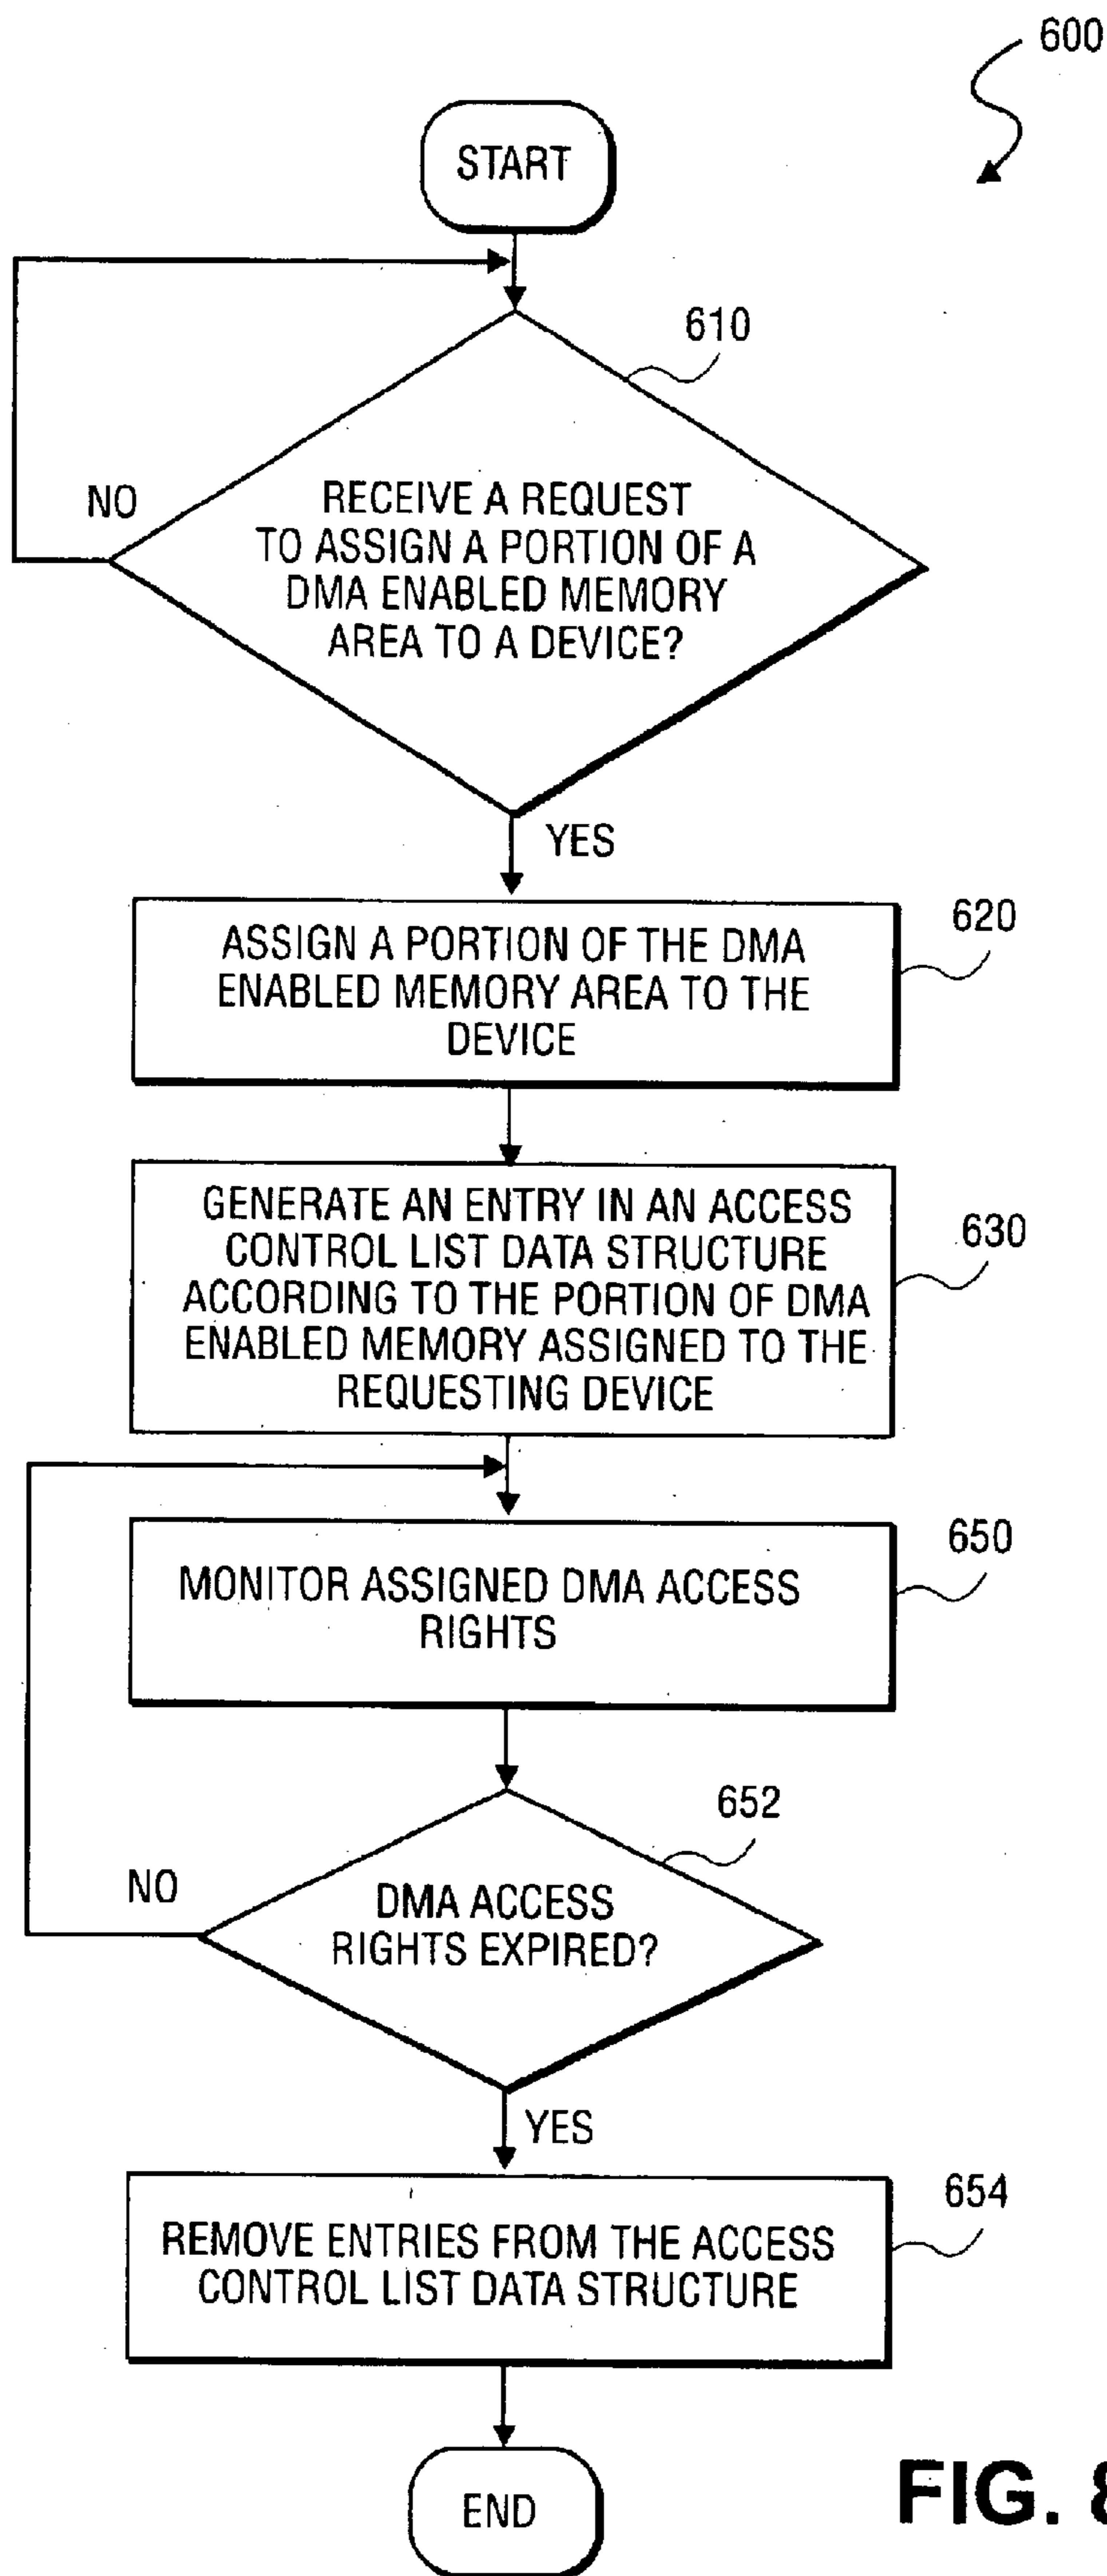 600
START
610
NO
RECEIVE A REQUEST
TO ASSIGN A PORTION OF A
DMA ENABLED MEMORY
AREA TO A DEVICE?
YES
620
ASSIGN A PORTION OF THE DMA
ENABLED MEMORY AREA TO THE
DEVICE
630
GENERATE AN ENTRY IN AN ACCESS
CONTROL LIST DATA STRUCTURE
ACCORDING TO THE PORTION OF DMA
ENABLED MEMORY ASSIGNED TO THE
REQUESTING DEVICE
650
MONITOR ASSIGNED DMA ACCESS
RIGHTS
652
NO
DMA ACCESS
RIGHTS EXPIRED?
YES
654
REMOVE ENTRIES FROM THE ACCESS
CONTROL LIST DATA STRUCTURE
END
FIG. 8